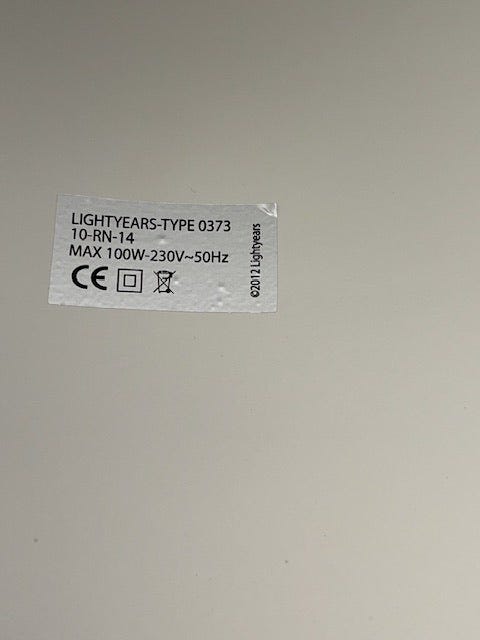 LIGHTYEARS-TYPE 0373
10-RN-14
MAX 100W-230V~50Hz
CE
©2012 Lightyears